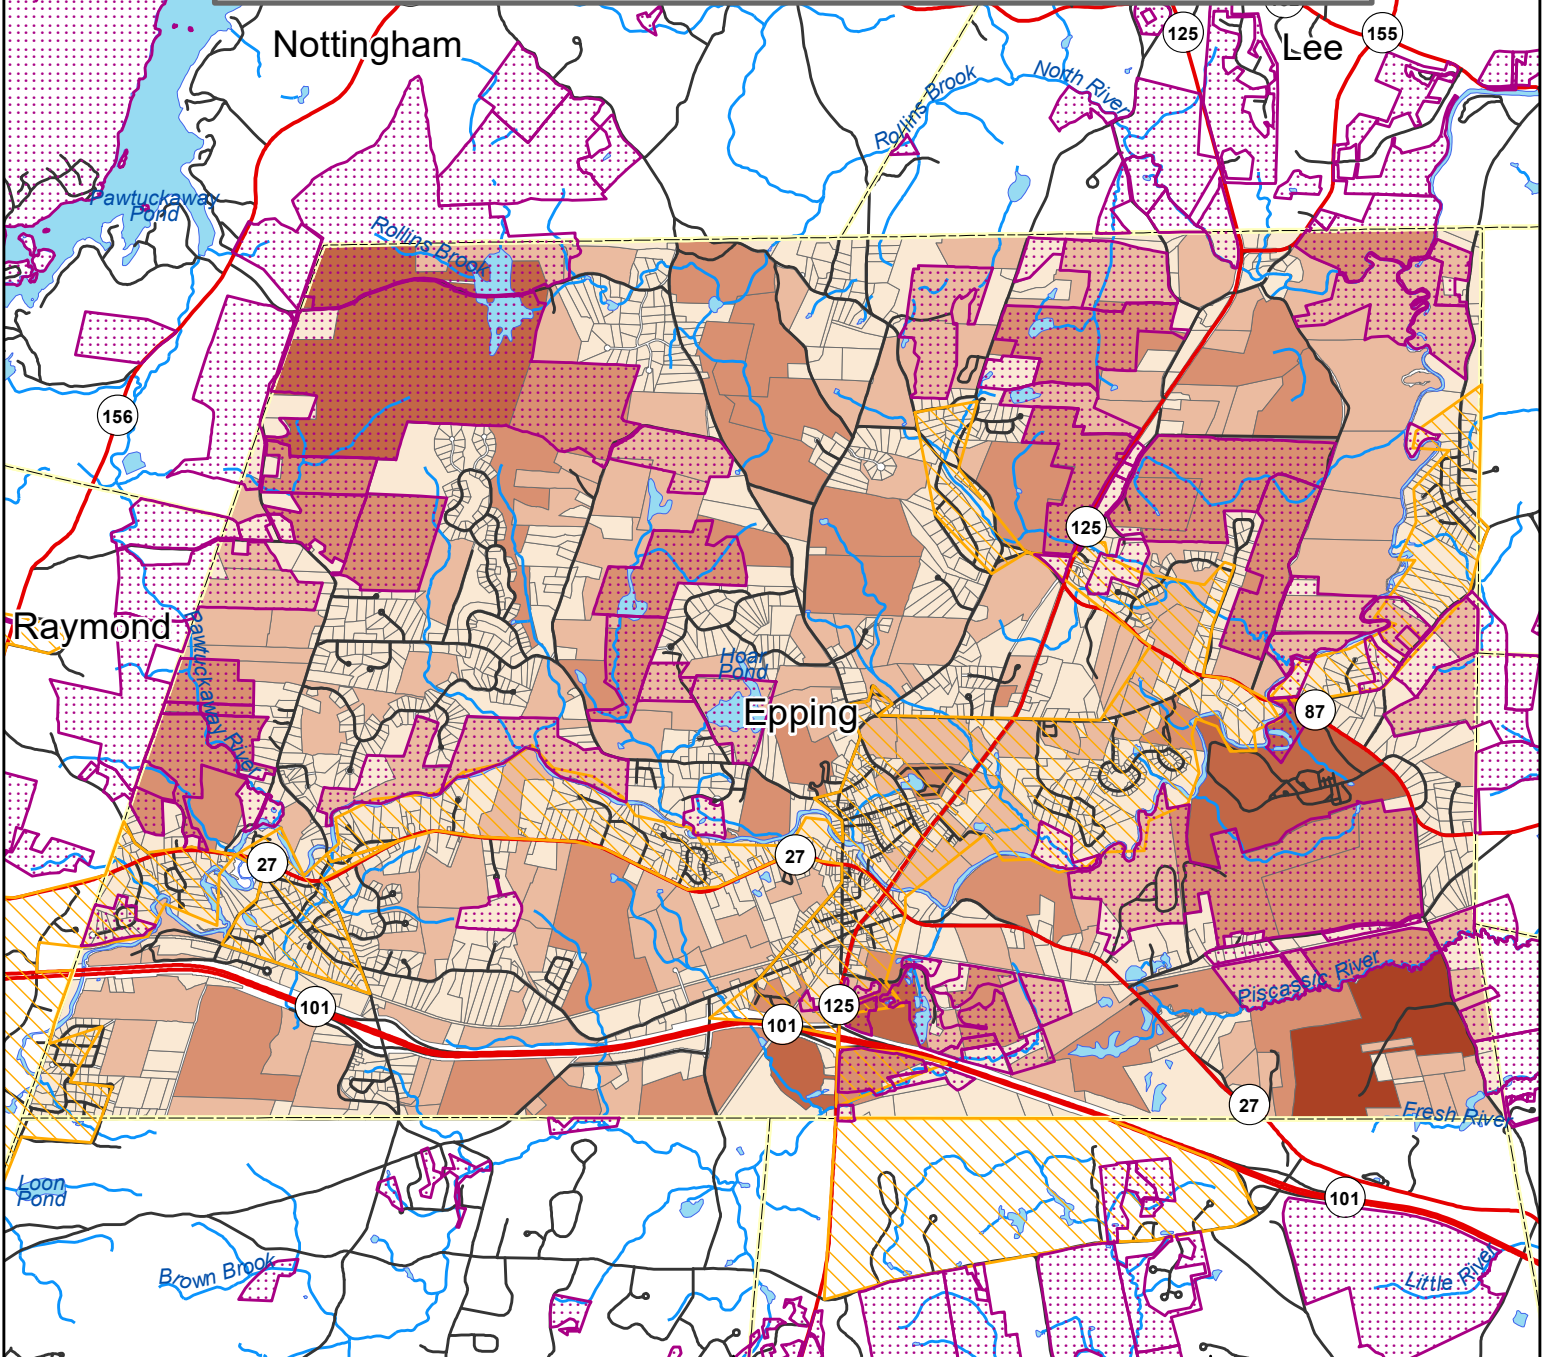 Nottingham
125
Lee
155
North River
Rollins Brook
Pawtuckaway
Pond
Rollins Brook
156
125
Raymond
Pawtuckaway River
Hoar
Pond
Epping
87
27
27
Piscassic River
101
125
101
27
Fresh River
Loon
Pond
101
Brown Brook
Little River